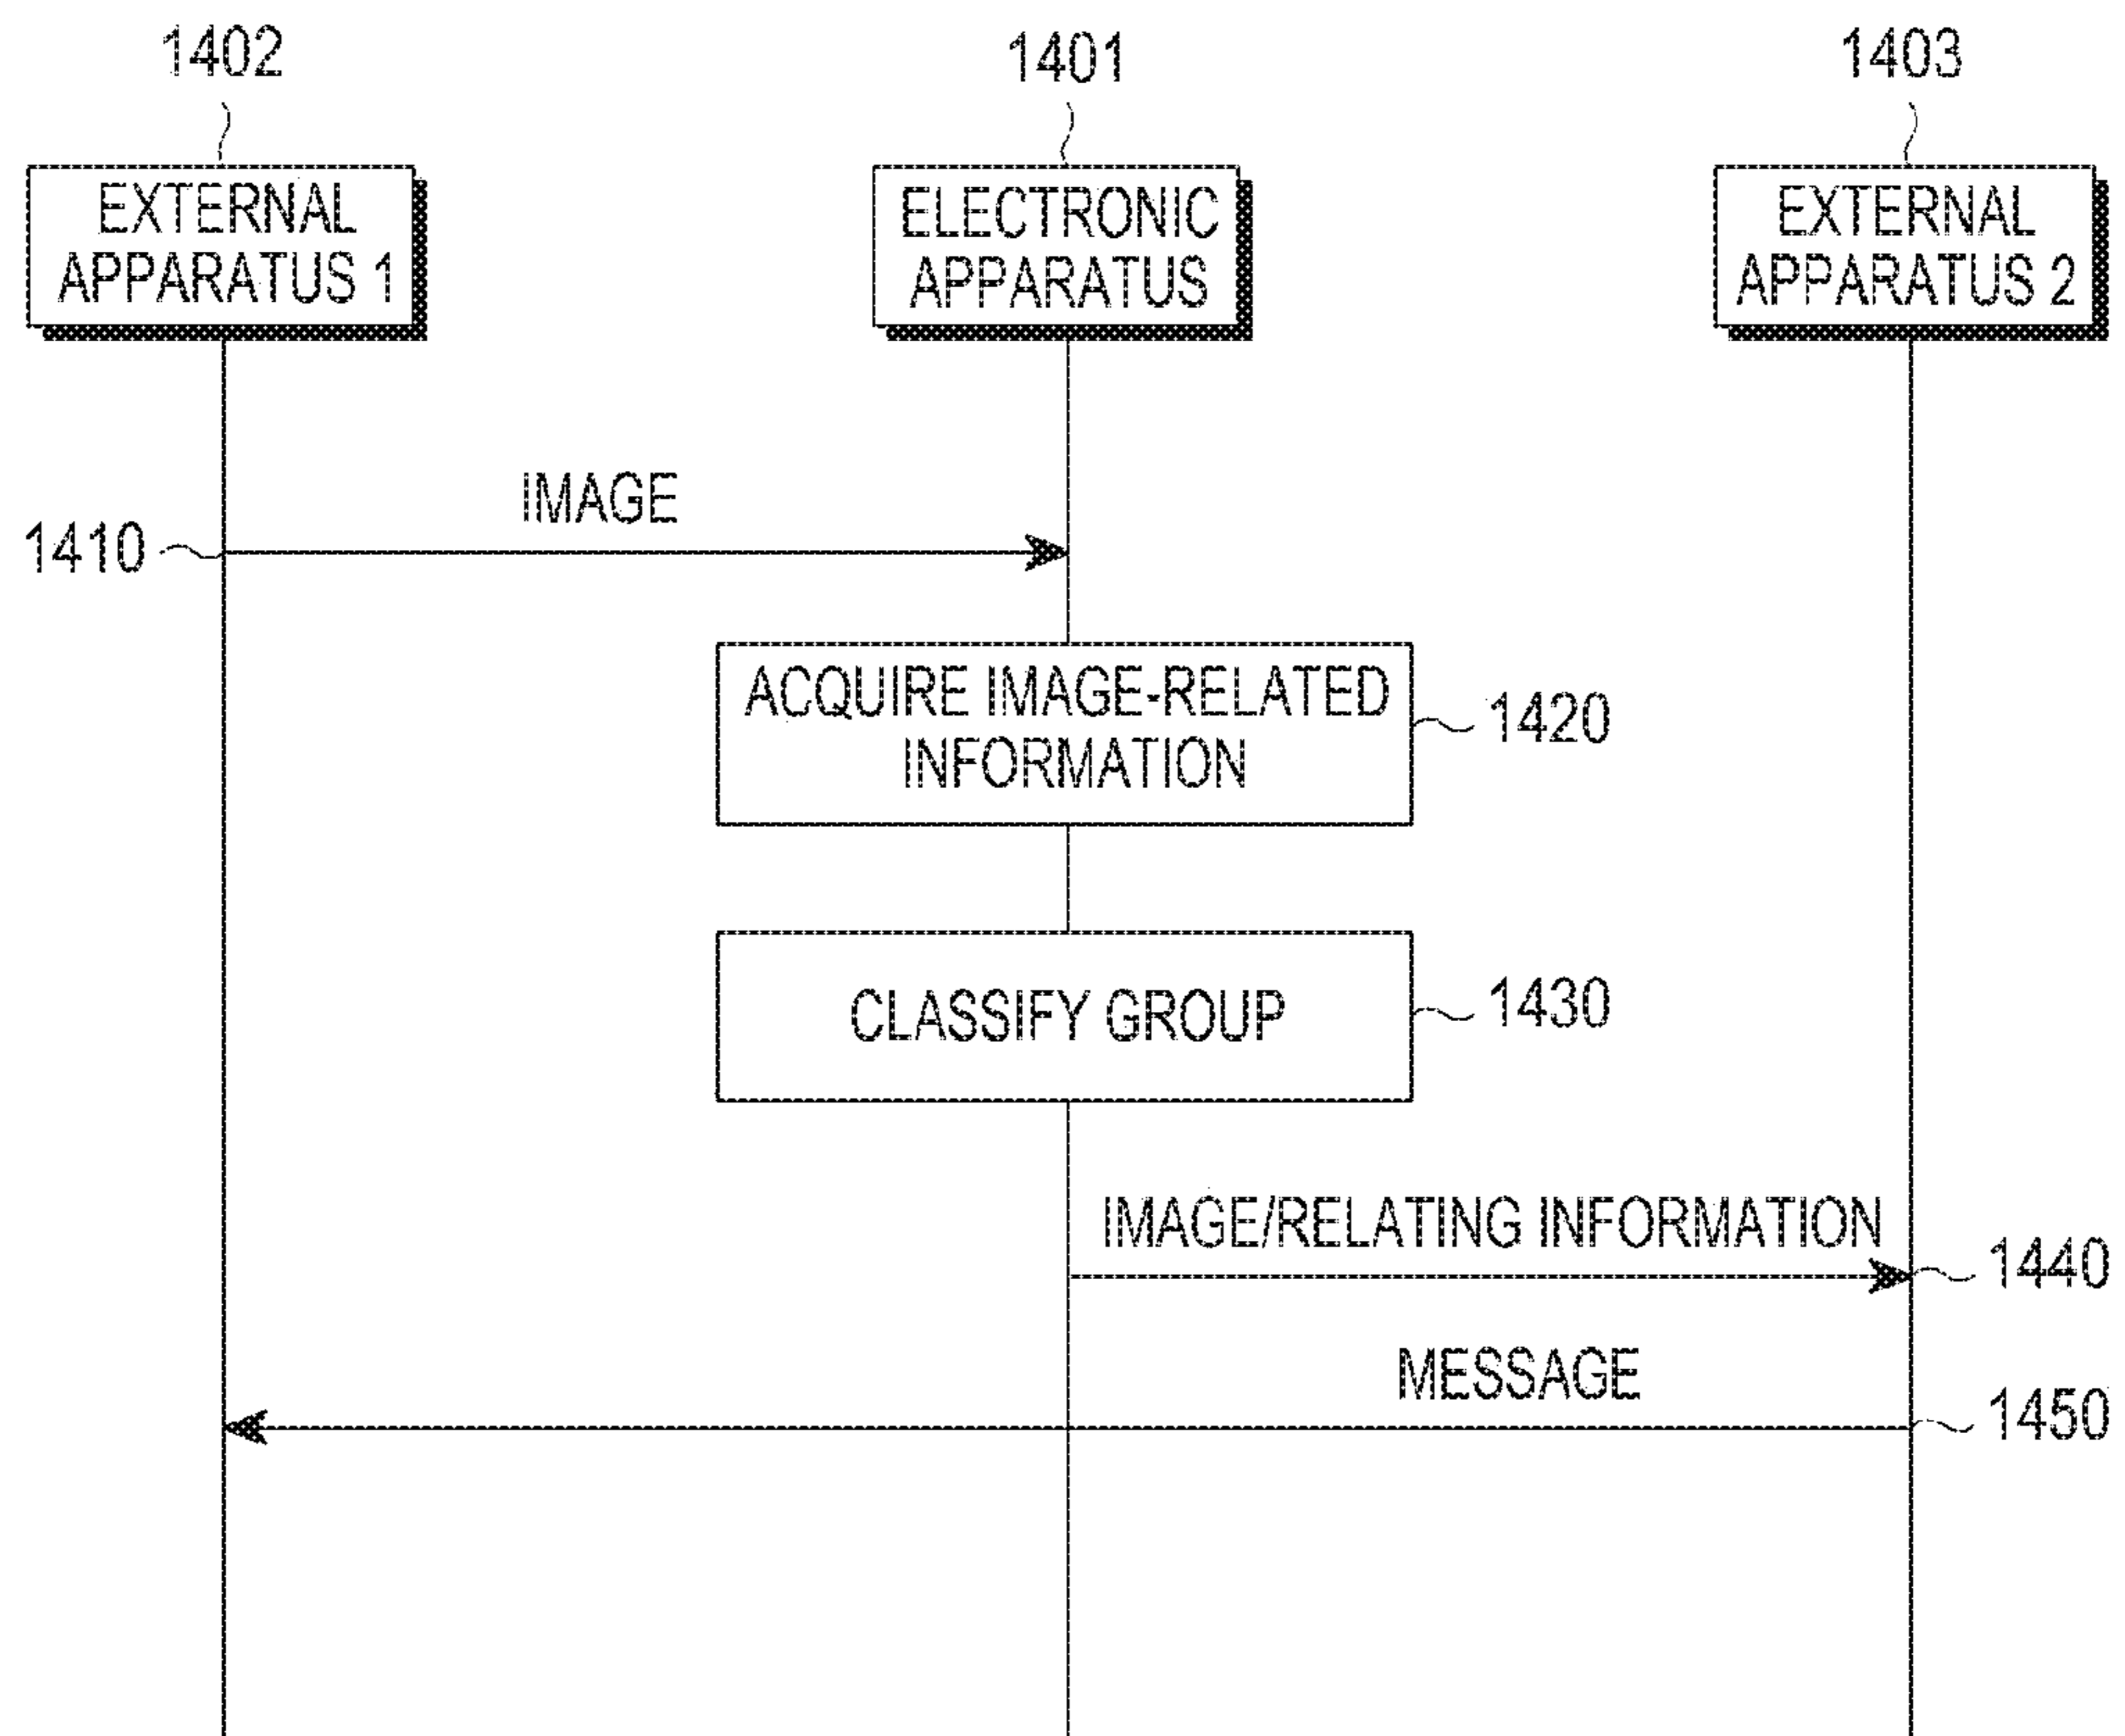 1402
1401
1403
EXTERNAL
APPARATUS 1
ELECTRONIC
APPARATUS
EXTERNAL
APPARATUS 2
IMAGE
1410
ACQUIRE IMAGE-RELATED
INFORMATION
1420
CLASSIFY GROUP
1430
IMAGE/RELATING INFORMATION
1440
MESSAGE
1450